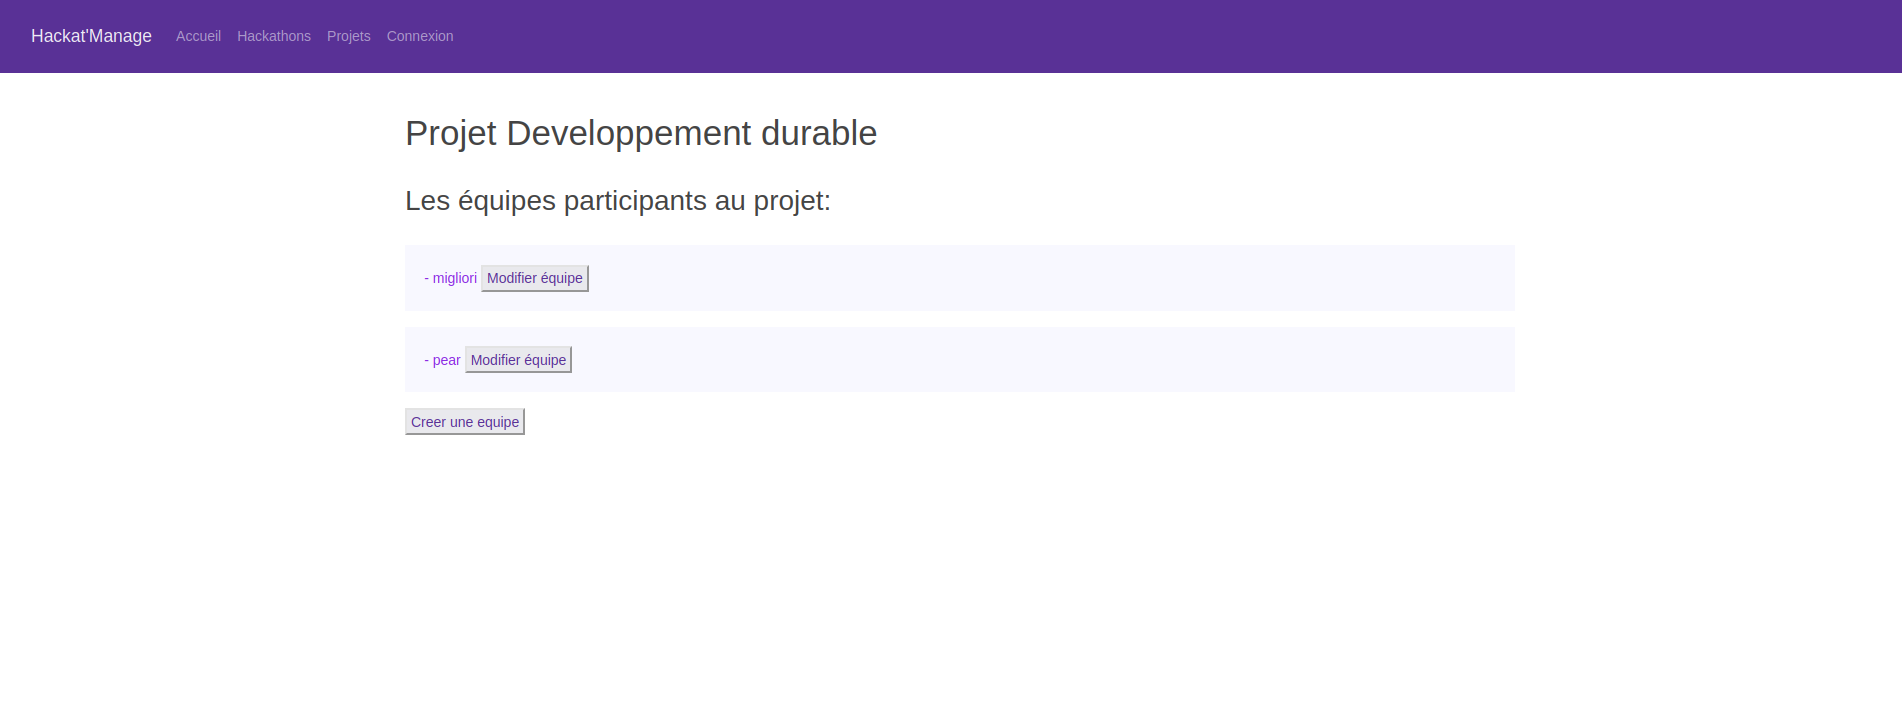 Hackat'Manage Accueil Hackathons Projets Connexion
Projet Developpement durable
Les équipes participants au projet:
- migliori Modifier équipe
- pear Modifier équipe
Creer une equipe